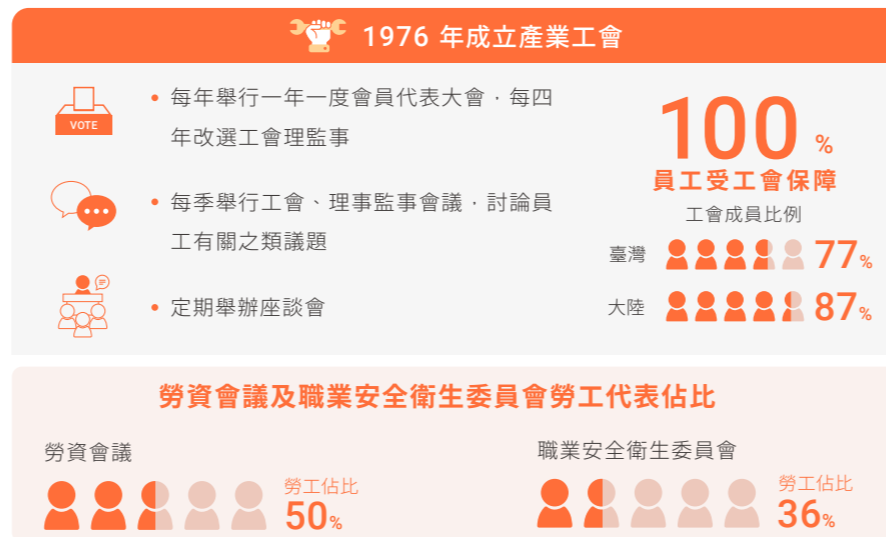 1976 年成立產業工會
VOTE
• 每年舉行一年一度會員代表大會，每四
年改選工會理監事
• 每季舉行工會、理事監事會議，討論員
工有關之類議題
• 定期舉辦座談會
100%
員工受工會保障
工會成員比例
臺灣 77%
大陸 87%
勞資會議及職業安全衛生委員會勞工代表佔比
勞資會議
勞工佔比
50%
職業安全衛生委員會
勞工佔比
36%